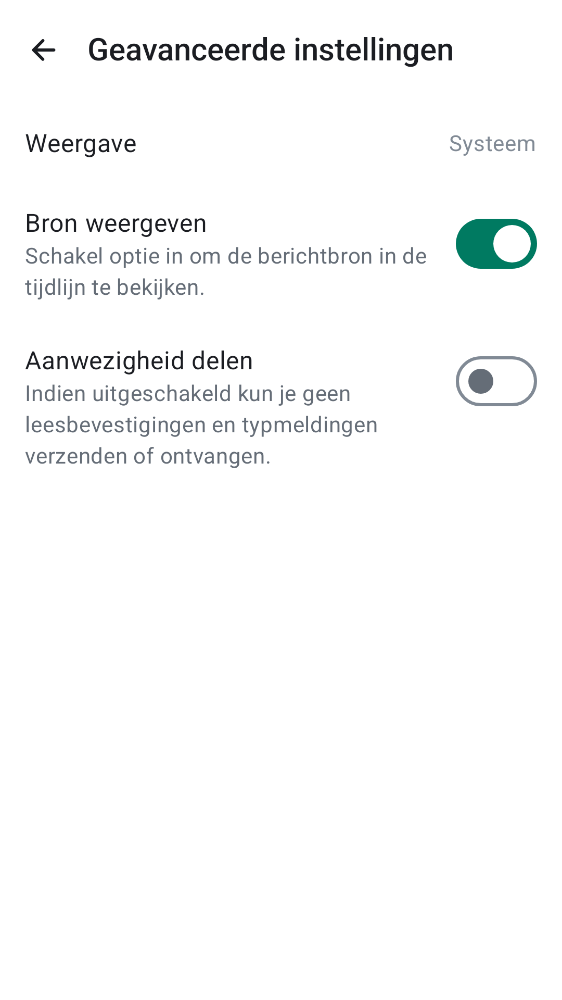 Geavanceerde instellingen
Weergave Systeem
Bron weergeven
Schakel optie in om de berichtbron in de
tijdlijn te bekijken.
Aanwezigheid delen
Indien uitgeschakeld kun je geen
leesbevestigingen en typmeldingen
verzenden of ontvangen.